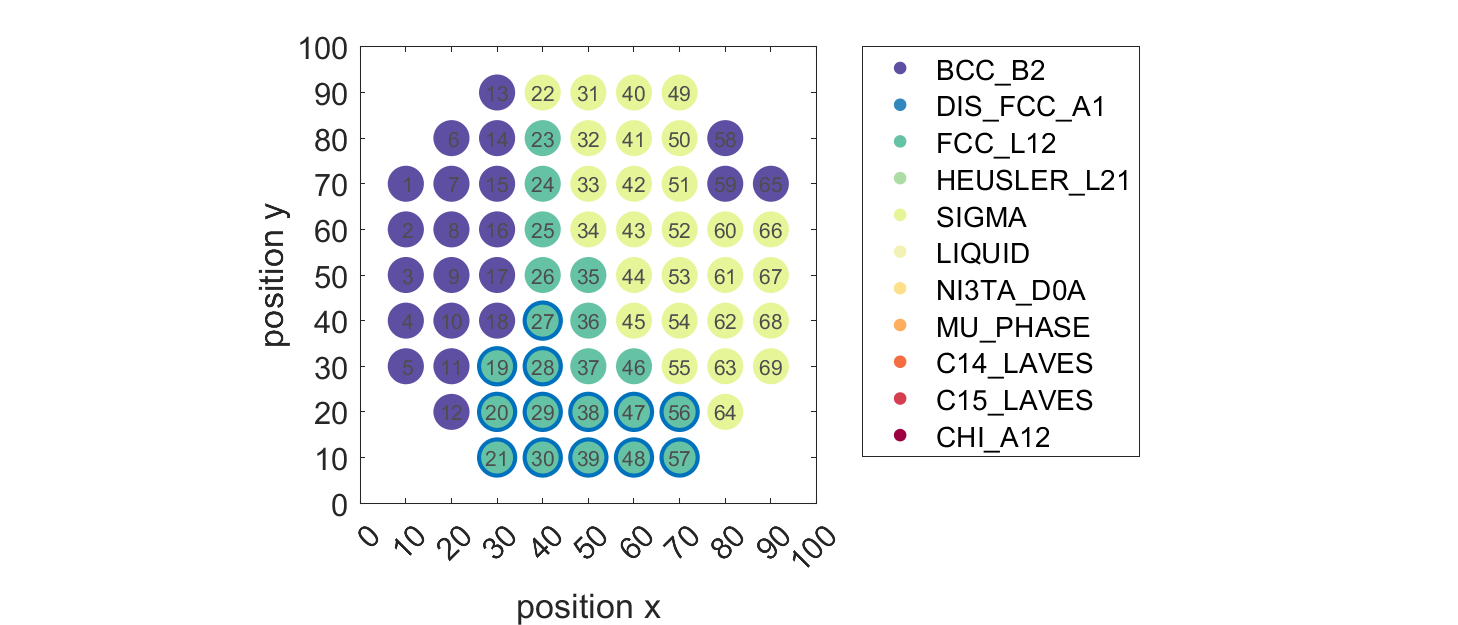 100
90
80
70
60
50
40
30
20
10
0
position y
13 22 31 40 49
6 14 23 32 41 50 58
1 7 15 24 33 42 51 59 65
2 8 16 25 34 43 52 60 66
3 9 17 26 35 44 53 61 67
4 10 18 27 36 45 54 62 68
5 11 19 28 37 46 55 63 69
12 20 29 38 47 56 64
21 30 39 48 57
0 10 20 30 40 50 60 70 80 90 100
position x
BCC_B2
DIS_FCC_A1
FCC_L12
HEUSLER_L21
SIGMA
LIQUID
NI3TA_D0A
MU_PHASE
C14_LAVES
C15_LAVES
CHI_A12